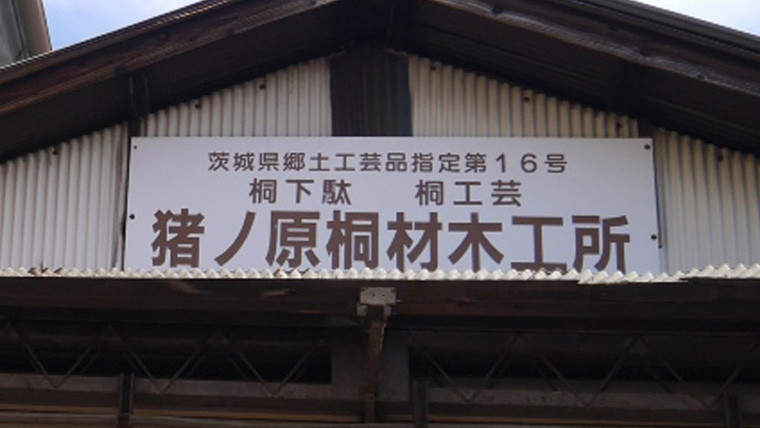 茨城県郷土工芸品指定第１６号
桐下駄　　桐工芸
猪ノ原桐材木工所